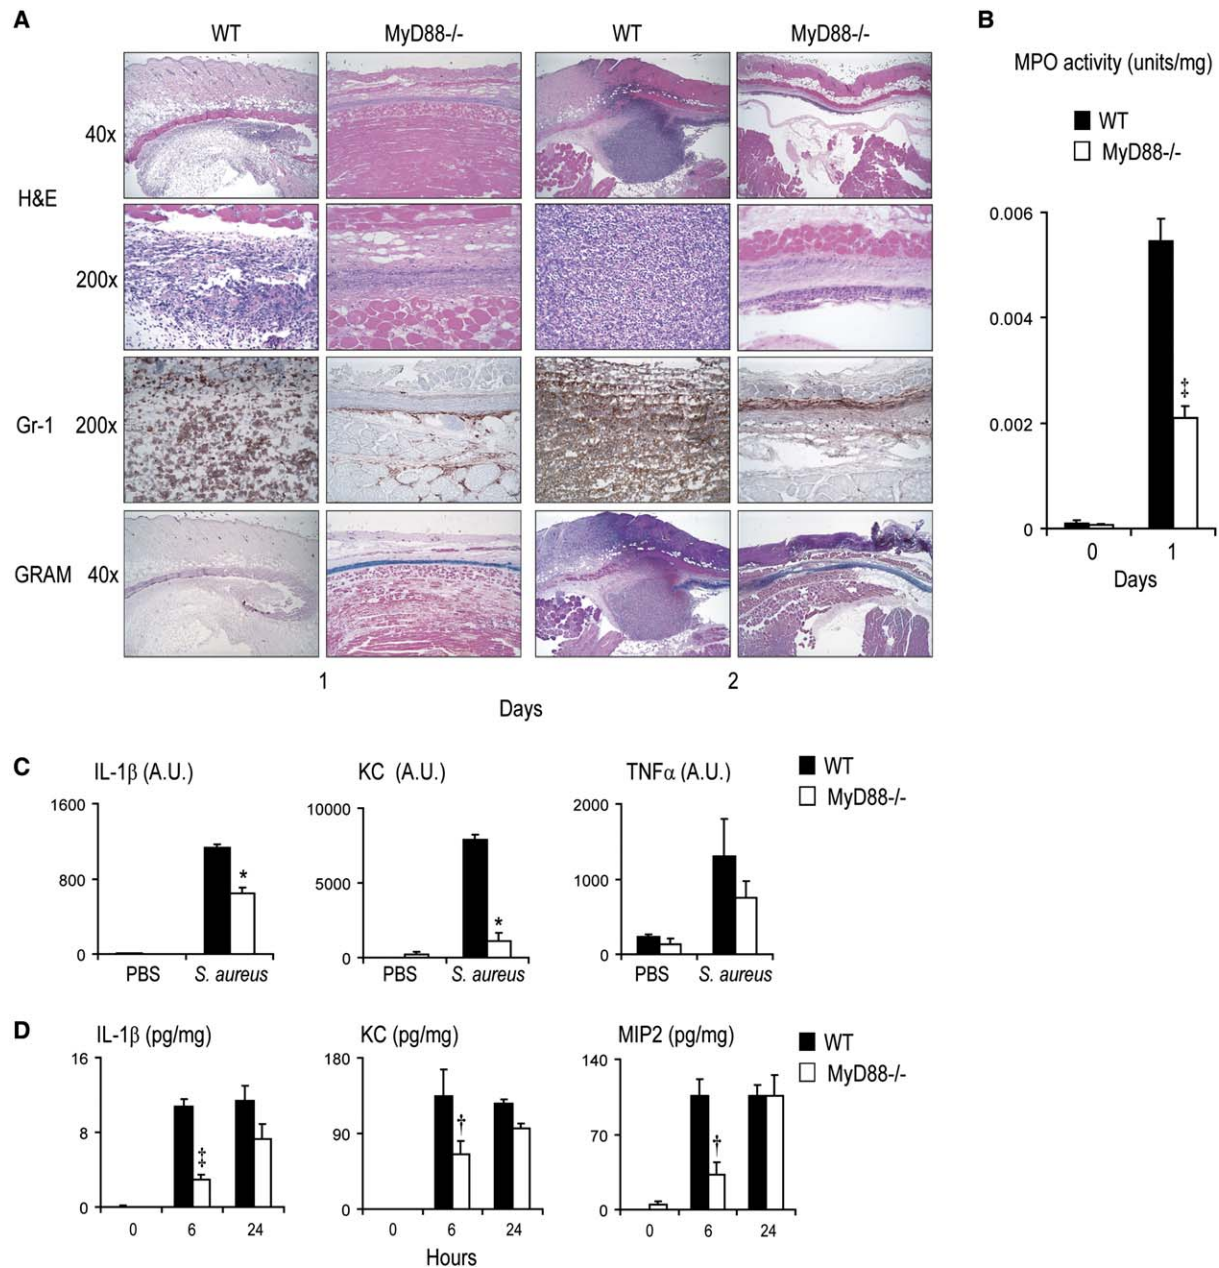 A
WT MyD88-/- WT MyD88-/-
40x
H&E
200x
Gr-1 200x
GRAM 40x
1 2
Days
B
MPO activity (units/mg)
WT
MyD88-/-
0.006
0.004
‡
0.002
0
0 1
Days
C
IL-1β (A.U.) KC (A.U.) TNFα (A.U.)
WT
MyD88-/-
1600 10000 2000
800 * 5000 * 1000
0 0 0
PBS S. aureus PBS S. aureus PBS S. aureus
D
IL-1β (pg/mg) KC (pg/mg) MIP2 (pg/mg)
WT
MyD88-/-
16 180 140
8 ‡ 90 † 70 †
0 0 0
0 6 24 0 6 24 0 6 24
Hours